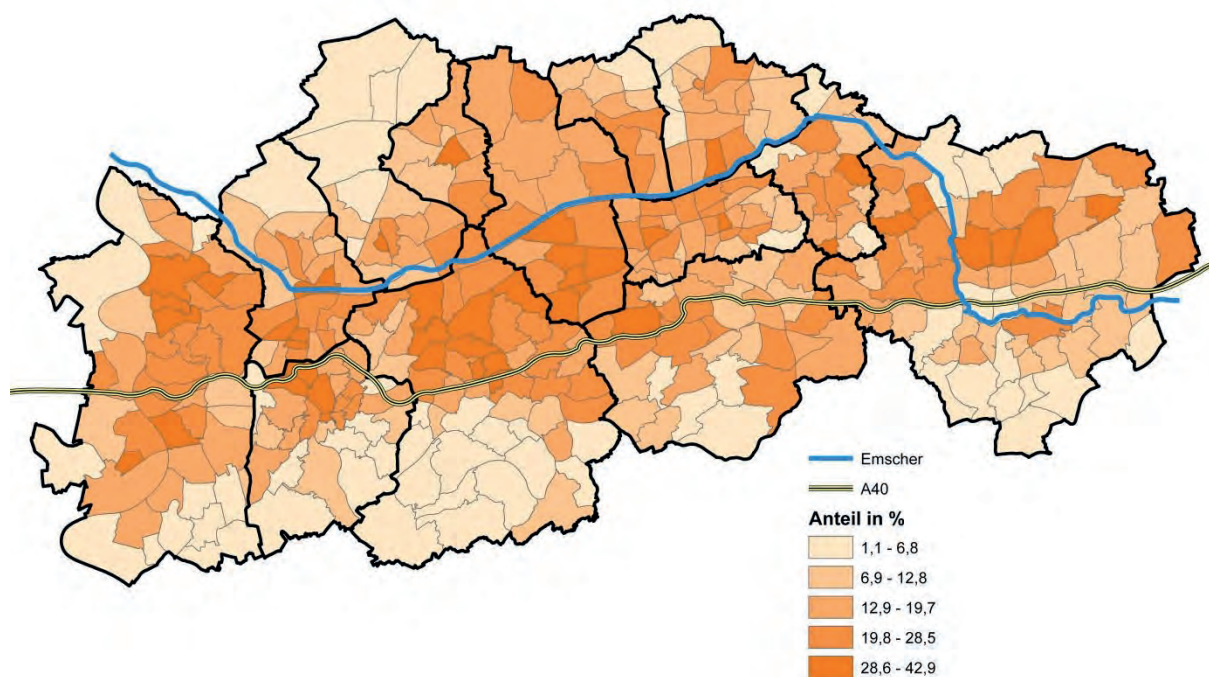 Emscher
A40
Anteil in %
1,1 - 6,8
6,9 - 12,8
12,9 - 19,7
19,8 - 28,5
28,6 - 42,9